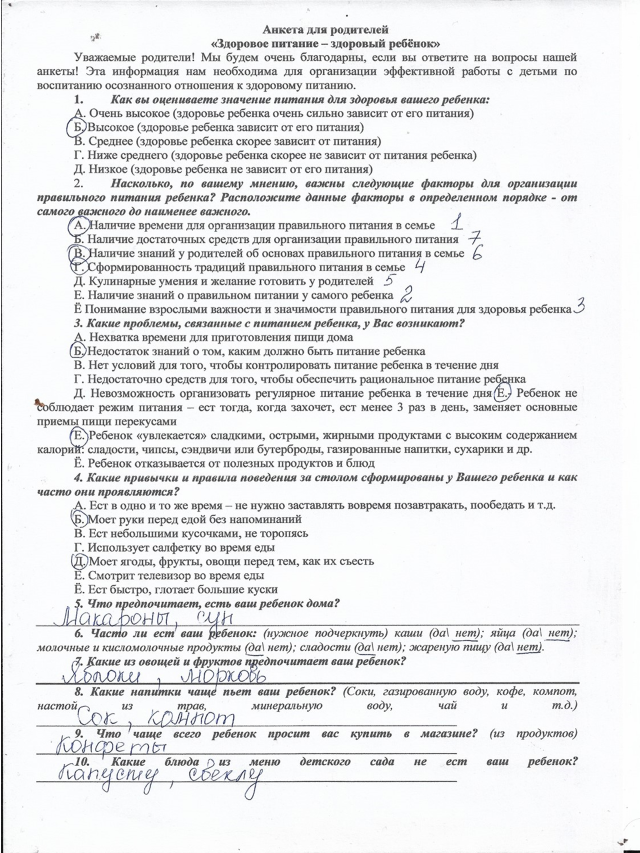 Анкета для родителей
«Здоровое питание – здоровый ребёнок»
Уважаемые родители! Мы будем очень благодарны, если вы ответите на вопросы нашей
анкеты! Эта информация нам необходима для организации эффективной работы с детьми по
воспитанию осознанного отношения к здоровому питанию.
1. Как вы оцениваете значение питания для здоровья вашего ребенка:
А. Очень высокое (здоровье ребенка очень сильно зависит от его питания)
Б. Высокое (здоровье ребенка зависит от его питания)
В. Среднее (здоровье ребенка скорее зависит от питания)
Г. Ниже среднего (здоровье ребенка скорее не зависит от питания ребенка)
Д. Низкое (здоровье ребенка не зависит от его питания)
2. Насколько, по вашему мнению, важны следующие факторы для организации
правильного питания ребенка? Расположите данные факторы в определенном порядке - от
самого важного до наименее важного.
А. Наличие времени для организации правильного питания в семье 1
Б. Наличие достаточных средств для организации правильного питания 7
В. Наличие знаний у родителей об основах правильного питания в семье 6
Г. Сформированность традиций правильного питания в семье 4
Д. Кулинарные умения и желание готовить у родителей 5
Е. Наличие знаний о правильном питании у самого ребенка 2
Ё Понимание взрослыми важности и значимости правильного питания для здоровья ребенка 3
3. Какие проблемы, связанные с питанием ребенка, у Вас возникают?
А. Нехватка времени для приготовления пищи дома
Б. Недостаток знаний о том, каким должно быть питание ребенка
В. Нет условий для того, чтобы контролировать питание ребенка в течение дня
Г. Недостаточно средств для того, чтобы обеспечить рациональное питание ребенка
Д. Невозможность организовать регулярное питание ребенка в течение дня Е.- Ребенок не
соблюдает режим питания – ест тогда, когда захочет, ест менее 3 раз в день, заменяет основные
приемы пищи перекусами
Е. Ребенок «увлекается» сладкими, острыми, жирными продуктами с высоким содержанием
калорий: сладости, чипсы, сэндвичи или бутерброды, газированные напитки, сухарики и др.
Ё. Ребенок отказывается от полезных продуктов и блюд
4. Какие привычки и правила поведения за столом сформированы у Вашего ребенка и как
часто они проявляются?
А. Ест в одно и то же время – не нужно заставлять вовремя позавтракать, пообедать и т.д.
Б. Моет руки перед едой без напоминаний
В. Ест небольшими кусочками, не торопясь
Г. Использует салфетку во время еды
Д. Моет ягоды, фрукты, овощи перед тем, как их съесть
Е. Смотрит телевизор во время еды
Ё. Ест быстро, глотает большие куски
5. Что предпочитает, есть ваш ребенок дома?
Макароны, суп
6. Часто ли ест ваш ребенок: (нужное подчеркнуть) каши (да\ нет); яйца (да\ нет);
молочные и кисломолочные продукты (да\ нет); сладости (да\ нет); жареную пищу (да\ нет).
7. Какие из овощей и фруктов предпочитает ваш ребенок?
Яблоки, морковь
8. Какие напитки чаще пьет ваш ребенок? (Соки, газированную воду, кофе, компот,
настой из трав, минеральную воду, чай и т.д.)
Сок, компот
9. Что чаще всего ребенок просит вас купить в магазине? (из продуктов)
Конфеты
10. Какие блюда из меню детского сада не ест ваш ребенок?
Капусту, свеклу